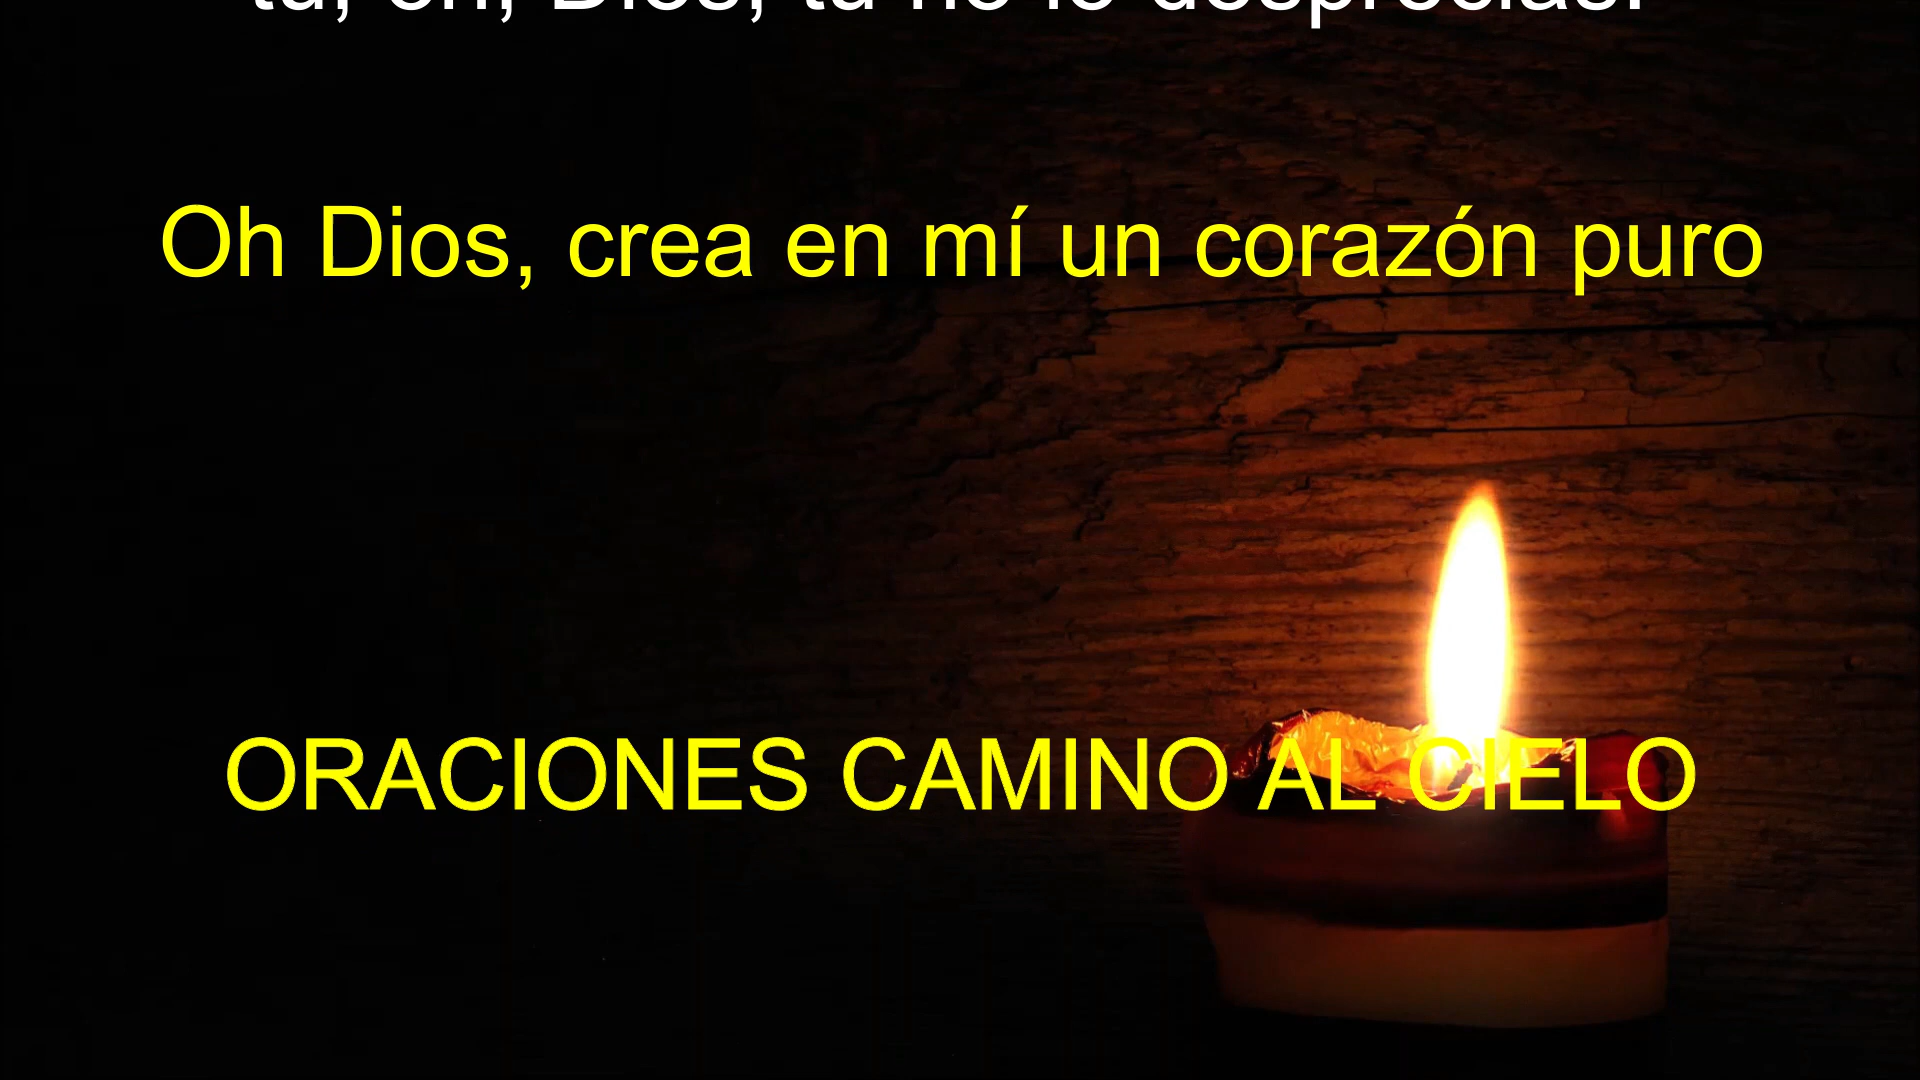 tú, oh, Dios, tú no lo desprecias.
Oh Dios, crea en mí un corazón puro
ORACIONES CAMINO AL CIELO